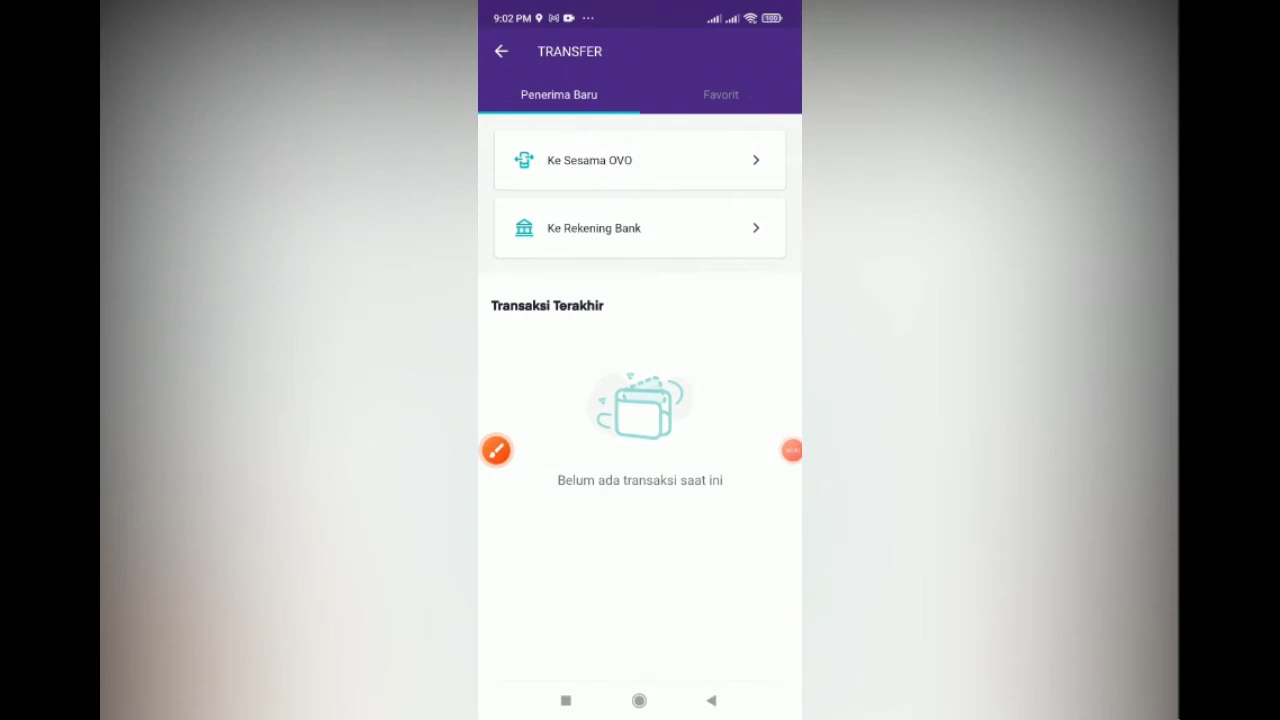 9:02 PM
100
TRANSFER
Penerima Baru
Favorit
Ke Sesama OVO
Ke Rekening Bank
Transaksi Terakhir
Belum ada transaksi saat ini